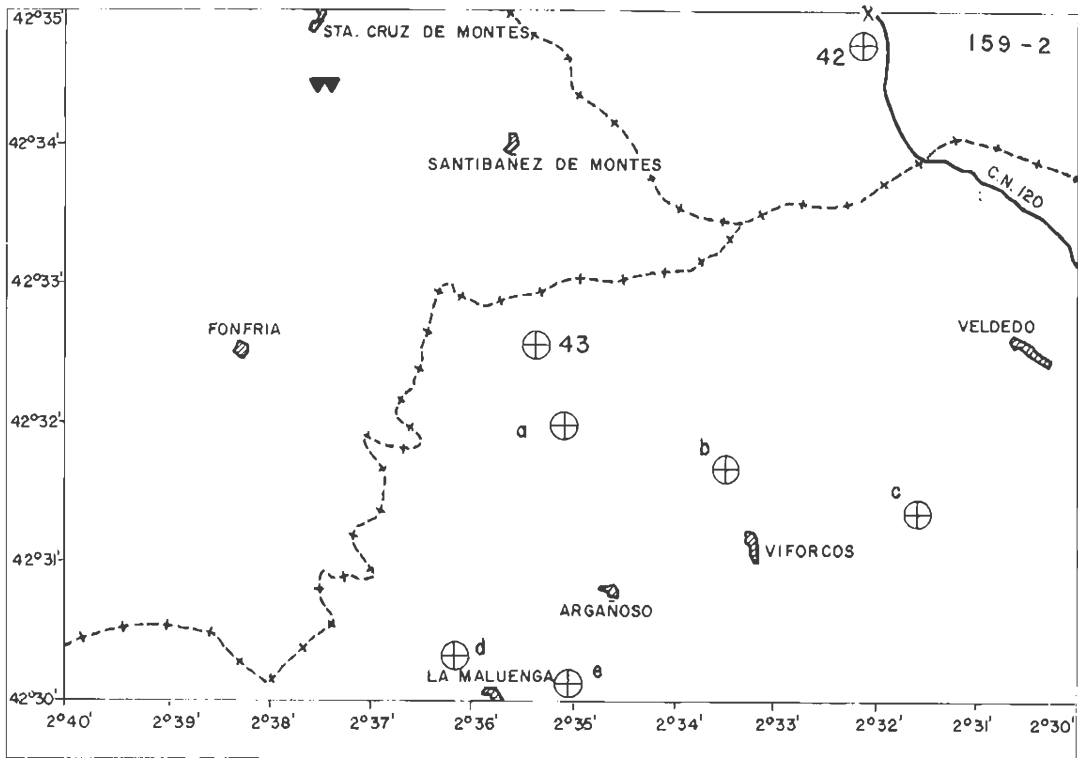 42°35'
STA. CRUZ DE MONTES
42
159-2
42°34'
SANTIBAÑEZ DE MONTES
C.N. 120
42°33'
FONFRIA
43
VELDEDO
42°32'
a
b
c
42°31'
VIFORCOS
ARGAÑOSO
d
LA MALUENGA
e
42°30'
2°40' 2°39' 2°38' 2°37' 2°36' 2°35' 2°34' 2°33' 2°32' 2°31' 2°30'